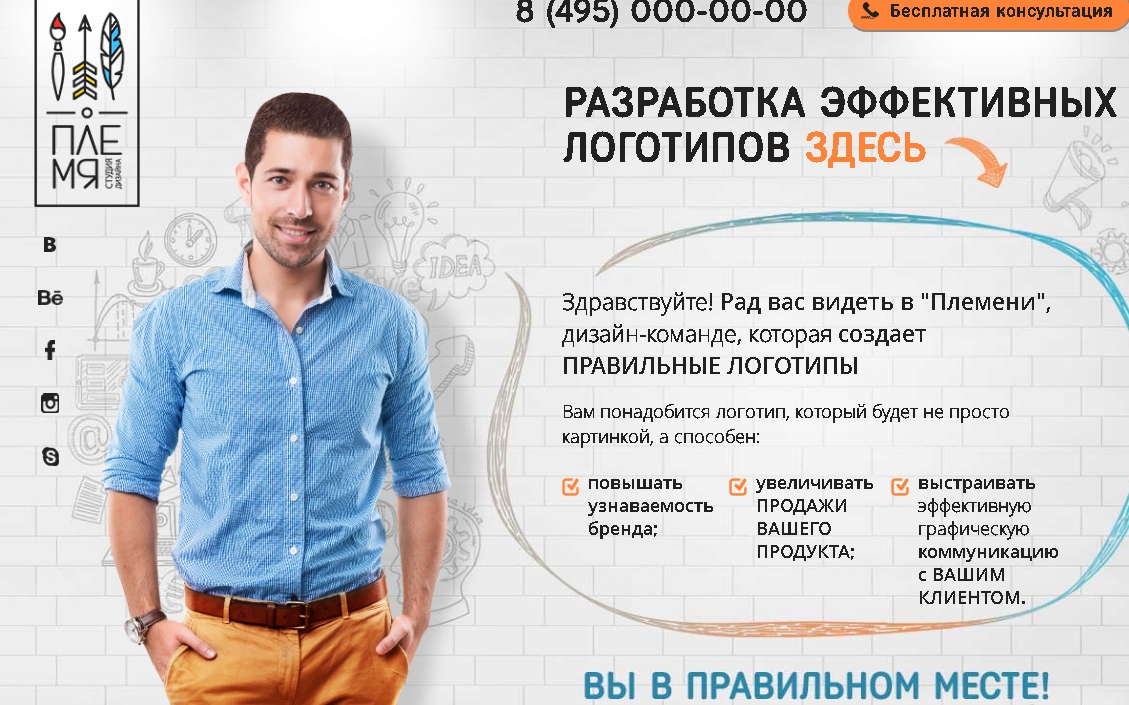 8 (495) 000-00-00
Бесплатная консультация
ПЛЕ
МЯ
СТУДИЯ
ДИЗАЙНА
РАЗРАБОТКА ЭФФЕКТИВНЫХ
ЛОГОТИПОВ ЗДЕСЬ
B
Bē
f
S
IDEA
Здравствуйте! Рад вас видеть в "Племени",
дизайн-команде, которая создает
ПРАВИЛЬНЫЕ ЛОГОТИПЫ
Вам понадобится логотип, который будет не просто
картинкой, а способен:
повышать
узнаваемость
бренда;
увеличивать
ПРОДАЖИ
ВАШЕГО
ПРОДУКТА;
выстраивать
эффективную
графическую
коммуникацию
с ВАШИМ
КЛИЕНТОМ.
@
idea
ВЫ В ПРАВИЛЬНОМ МЕСТЕ!